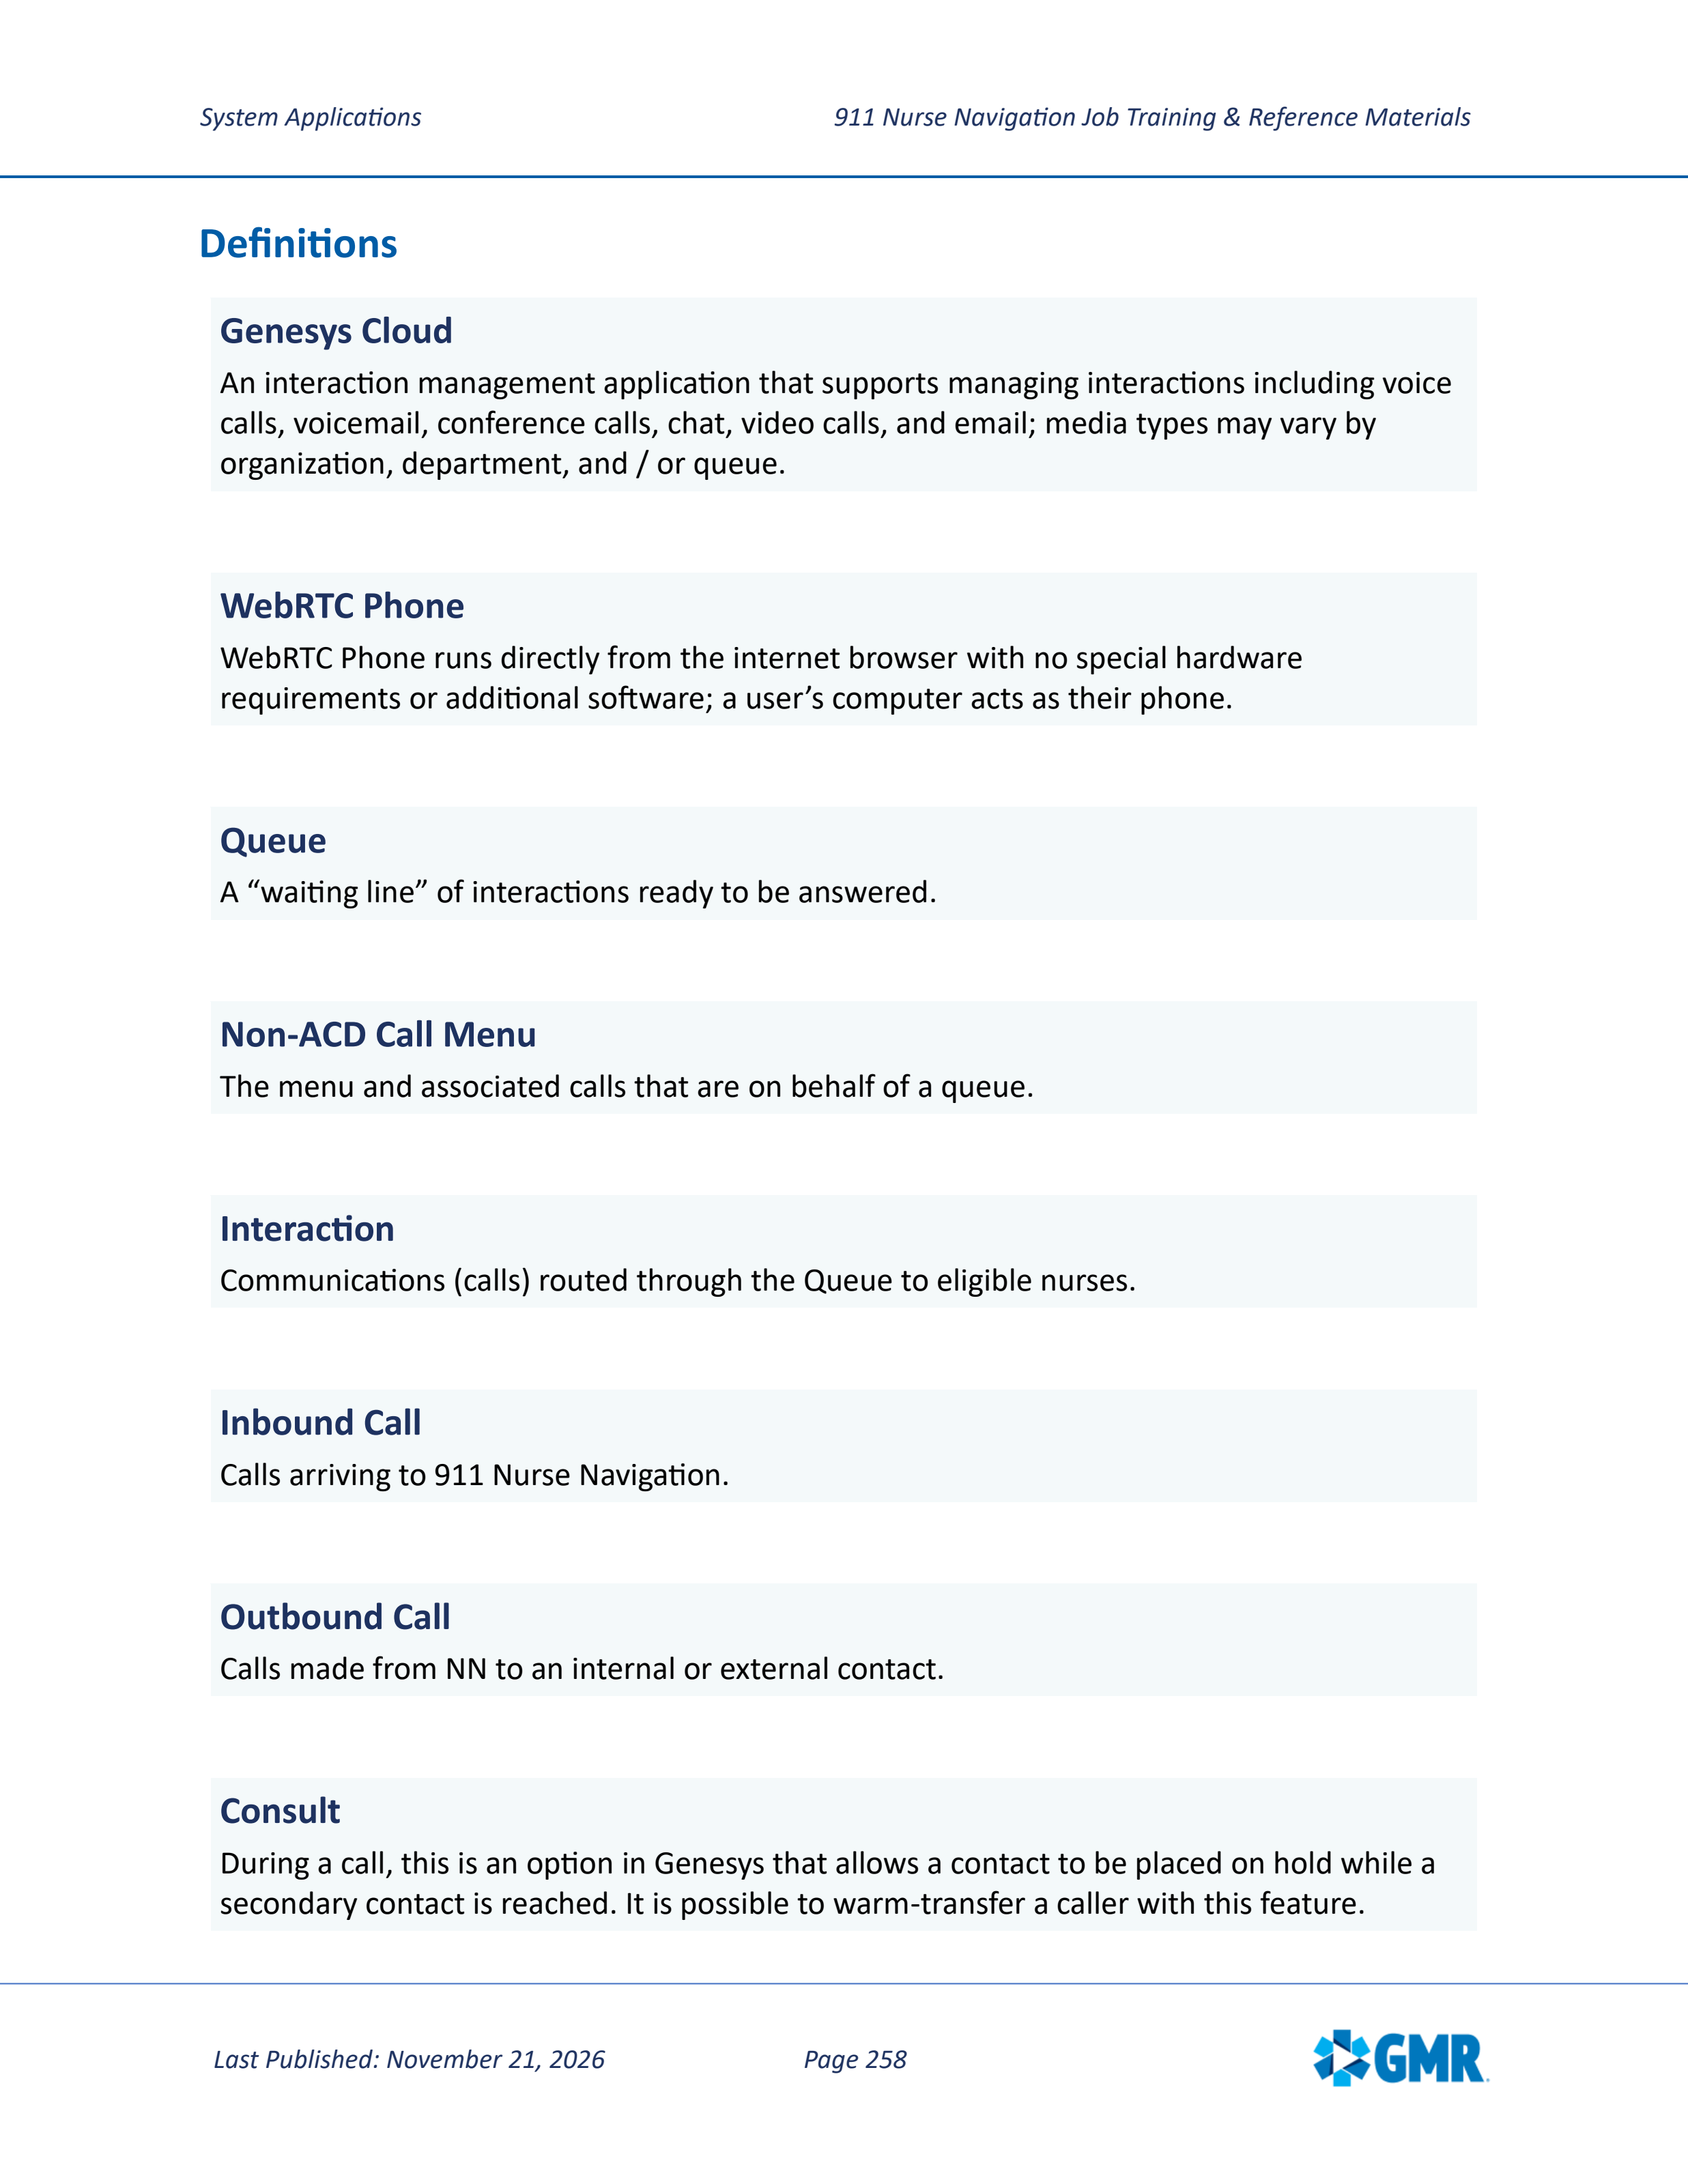 System Applications
911 Nurse Navigation Job Training & Reference Materials
Definitions
Genesys Cloud
An interaction management application that supports managing interactions including voice
calls, voicemail, conference calls, chat, video calls, and email; media types may vary by
organization, department, and / or queue.
WebRTC Phone
WebRTC Phone runs directly from the internet browser with no special hardware
requirements or additional software; a user’s computer acts as their phone.
Queue
A “waiting line” of interactions ready to be answered.
Non-ACD Call Menu
The menu and associated calls that are on behalf of a queue.
Interaction
Communications (calls) routed through the Queue to eligible nurses.
Inbound Call
Calls arriving to 911 Nurse Navigation.
Outbound Call
Calls made from NN to an internal or external contact.
Consult
During a call, this is an option in Genesys that allows a contact to be placed on hold while a
secondary contact is reached. It is possible to warm-transfer a caller with this feature.
Last Published: November 21, 2026
Page 258
GMR